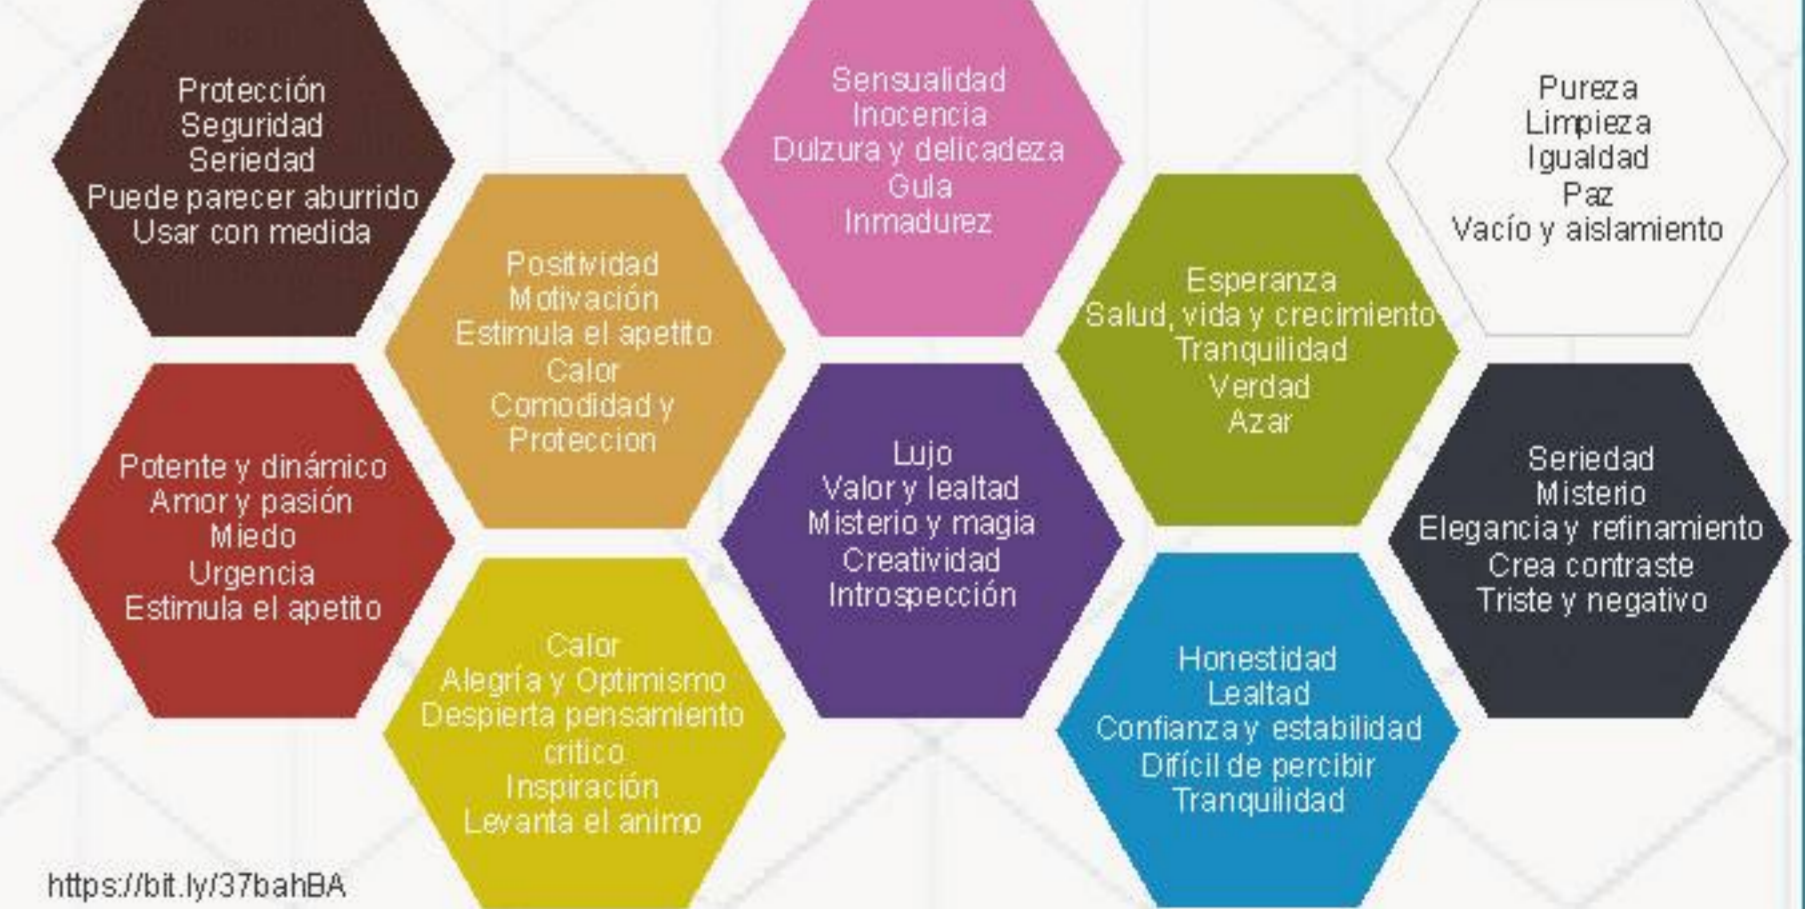 Protección
Seguridad
Seriedad
Puede parecer aburrido
Usar con medida
Sensualidad
Inocencia
Dulzura y delicadeza
Gula
Inmadurez
Pureza
Limpieza
Igualdad
Paz
Vacío y aislamiento
Positividad
Motivación
Estimula el apetito
Calor
Comodidad y
Proteccion
Esperanza
Salud, vida y crecimiento
Tranquilidad
Verdad
Azar
Potente y dinámico
Amor y pasión
Miedo
Urgencia
Estimula el apetito
Lujo
Valor y lealtad
Misterio y magia
Creatividad
Introspección
Seriedad
Misterio
Elegancia y refinamiento
Crea contraste
Triste y negativo
Calor
Alegría y Optimismo
Despierta pensamiento
critico
Inspiración
Levanta el animo
Honestidad
Lealtad
Confianza y estabilidad
Difícil de percibir
Tranquilidad
https://bit.ly/37bahBA